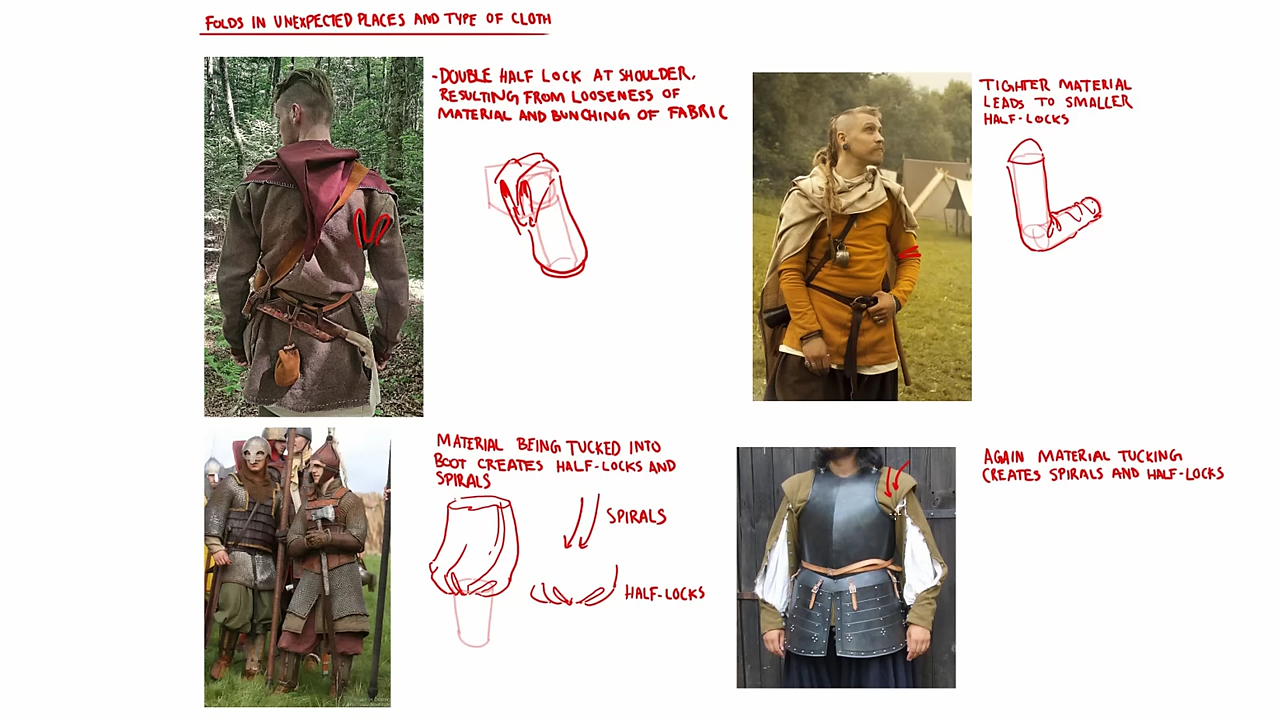 FOLDS IN UNEXPECTED PLACES AND TYPE OF CLOTH
-DOUBLE HALF LOCK AT SHOULDER,
RESULTING FROM LOOSENESS OF
MATERIAL AND BUNCHING OF FABRIC
TIGHTER MATERIAL
LEADS TO SMALLER
HALF-LOCKS
MATERIAL BEING TUCKED INTO
BOOT CREATES HALF-LOCKS AND
SPIRALS
SPIRALS
HALF-LOCKS
AGAIN MATERIAL TUCKING
CREATES SPIRALS AND HALF-LOCKS